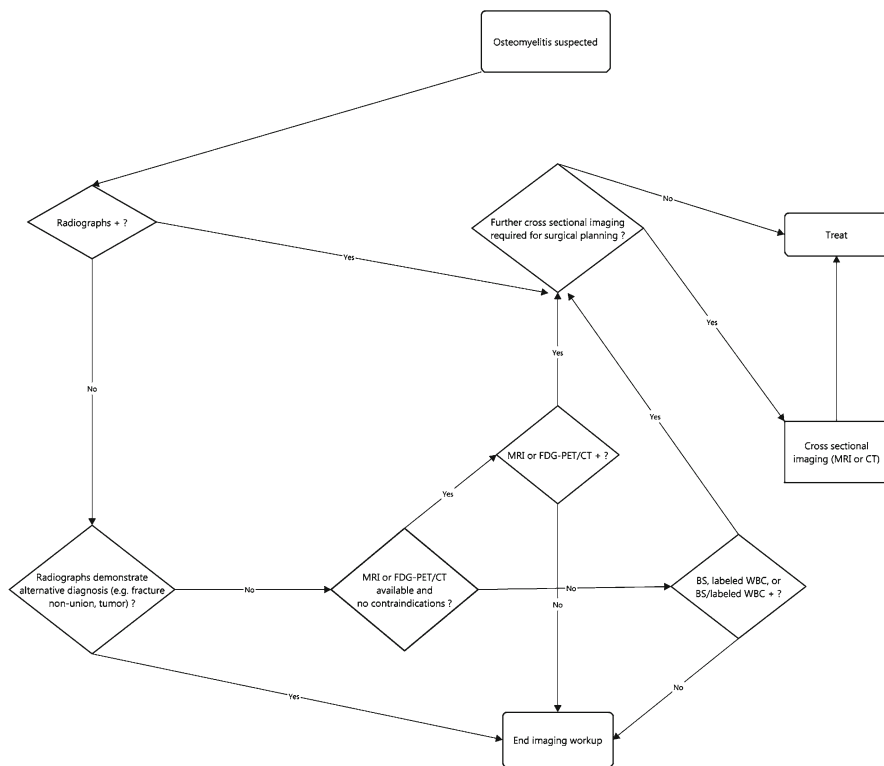 Osteomyelitis suspected
Radiographs + ?
Yes
No
Further cross sectional imaging
required for surgical planning ?
No
Treat
Yes
Cross sectional
imaging (MRI or CT)
Yes
MRI or FDG-PET/CT + ?
Yes
Yes
No
Radiographs demonstrate
alternative diagnosis (e.g. fracture
non-union, tumor) ?
No
MRI or FDG-PET/CT
available and
no contraindications ?
No
BS, labeled WBC, or
BS/labeled WBC + ?
Yes
No
End imaging workup